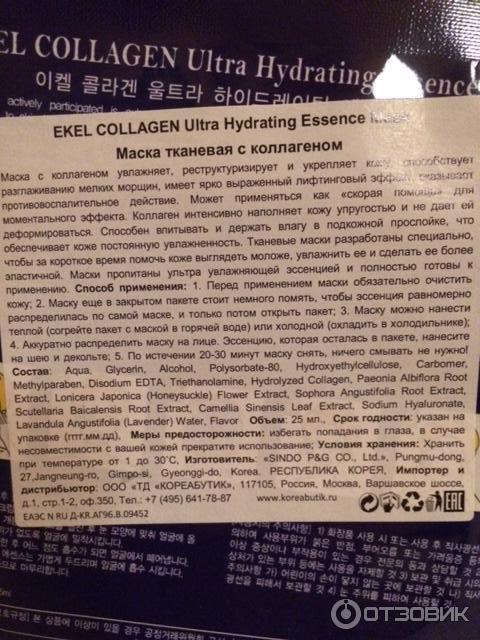 EL COLLAGEN Ultra Hydrating Essence
이켈 콜라겐 울트라 하이드레이팅
actively participated is
EKEL COLLAGEN Ultra Hydrating Essence Mask
Маска тканевая с коллагеном
Маска с коллагеном увлажняет, реструктуризирует и укрепляет кожу, способствует
разглаживанию мелких морщин, имеет ярко выраженный лифтинговый эффект, оказывают
противовоспалительное действие. Может применяться как «скорая помощь» для
моментального эффекта. Коллаген интенсивно наполняет кожу упругостью и не дает ей
деформироваться. Способен впитывать и держать влагу в подкожной прослойке, что
обеспечивает коже постоянную увлажненность. Тканевые маски разработаны специально,
чтобы за короткое время помочь коже выглядеть моложе, увлажнить ее и сделать ее более
эластичной. Маски пропитаны ультра увлажняющей эссенцией и полностью готовы к
применению. Способ применения: 1. Перед применением маски обязательно очистить
кожу; 2. Маску еще в закрытом пакете стоит немного помять, чтобы эссенция равномерно
распределилась по самой маске, и только потом открыть пакет; 3. Маску можно нанести
теплой (согрейте пакет с маской в горячей воде) или холодной (охладить в холодильнике);
4. Аккуратно распределить маску на лице. Эссенцию, которая осталась в пакете, нанесите
на шею и декольте; 5. По истечении 20-30 минут маску снять, ничего смывать не нужно!
Состав: Aqua, Glycerin, Alcohol, Polysorbate-80, Hydroxyethylcellulose, Carbomer,
Methylparaben, Disodium EDTA, Triethanolamine, Hydrolyzed Collagen, Paeonia Albiflora Root
Extract, Lonicera Japonica (Honeysuckle) Flower Extract, Sophora Angustifolia Root Extract,
Scutellaria Baicalensis Root Extract, Camellia Sinensis Leaf Extract, Sodium Hyaluronate,
Lavandula Angustifolia (Lavender) Water, Flavor Объем: 25 мл., Срок годности: указан на
упаковке (гггг.мм.дд), Меры предосторожности: избегать попадания в глаза, в случае
несовместимости с вашей кожей прекратите использование; Условия хранения: Хранить
при температуре от 1 до 30˚С, Изготовитель: «SINDO P&G CO., Ltd.», Pungmu-dong,
27,Jangneung-ro, Gimpo-si, Gyeonggi-do, Korea. РЕСПУБЛИКА КОРЕЯ, Импортер и
дистрибьютор: ООО «ТД «КОРЕАБУТИК», 117105, Россия, Москва, Варшавское шоссе,
д.1, стр.1-2, оф.350, Тел.: +7 (495) 641-78-87 www.koreabutik.ru
ЕАЭС N RU Д-KR.АГ96.В.09452
EAC
ОТЗОВИК